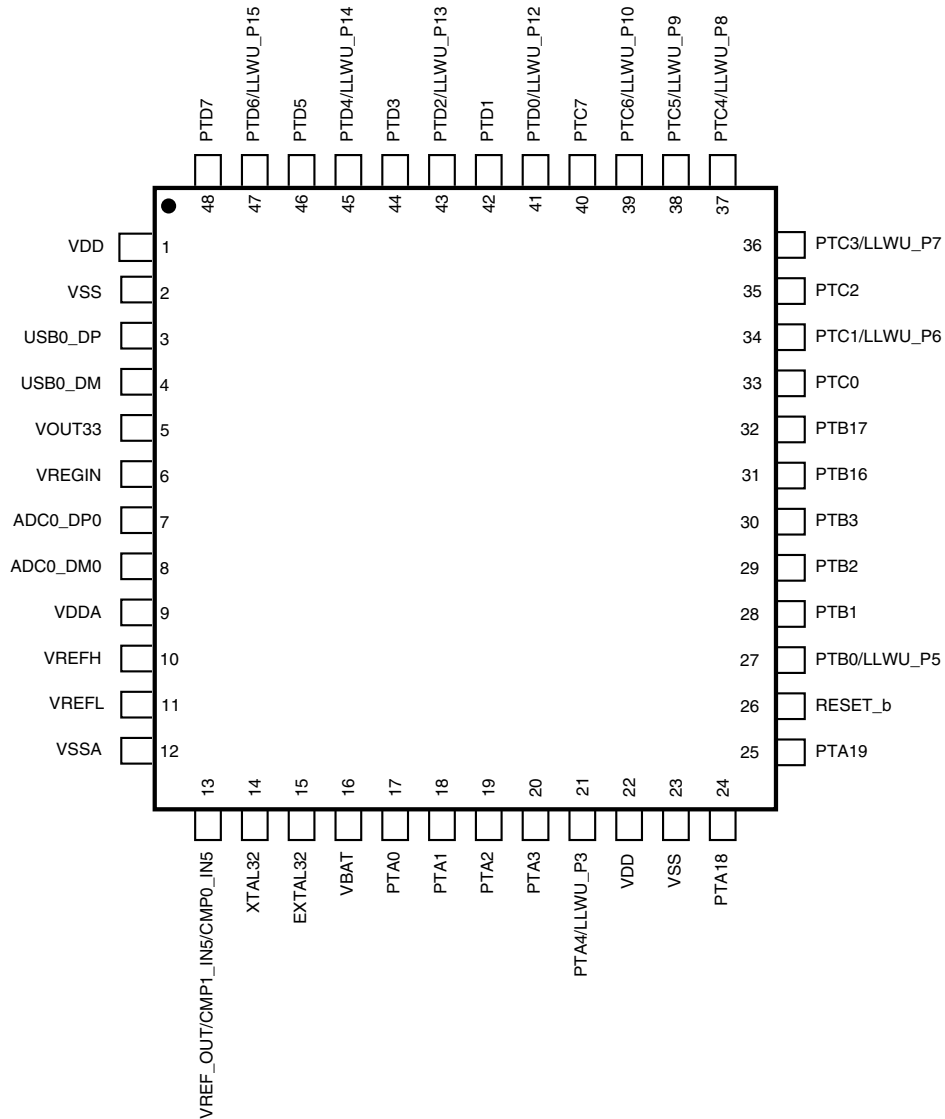 PTD7
PTD6/LLWU_P15
PTD5
PTD4/LLWU_P14
PTD3
PTD2/LLWU_P13
PTD1
PTD0/LLWU_P12
PTC7
PTC6/LLWU_P10
PTC5/LLWU_P9
PTC4/LLWU_P8
48
47
46
45
44
43
42
41
40
39
38
37
VDD 1
VSS 2
USB0_DP 3
USB0_DM 4
VOUT33 5
VREGIN 6
ADC0_DP0 7
ADC0_DM0 8
VDDA 9
VREFH 10
VREFL 11
VSSA 12
36 PTC3/LLWU_P7
35 PTC2
34 PTC1/LLWU_P6
33 PTC0
32 PTB17
31 PTB16
30 PTB3
29 PTB2
28 PTB1
27 PTB0/LLWU_P5
26 RESET_b
25 PTA19
13
14
15
16
17
18
19
20
21
22
23
24
VREF_OUT/CMP1_IN5/CMP0_IN5
XTAL32
EXTAL32
VBAT
PTA0
PTA1
PTA2
PTA3
PTA4/LLWU_P3
VDD
VSS
PTA18